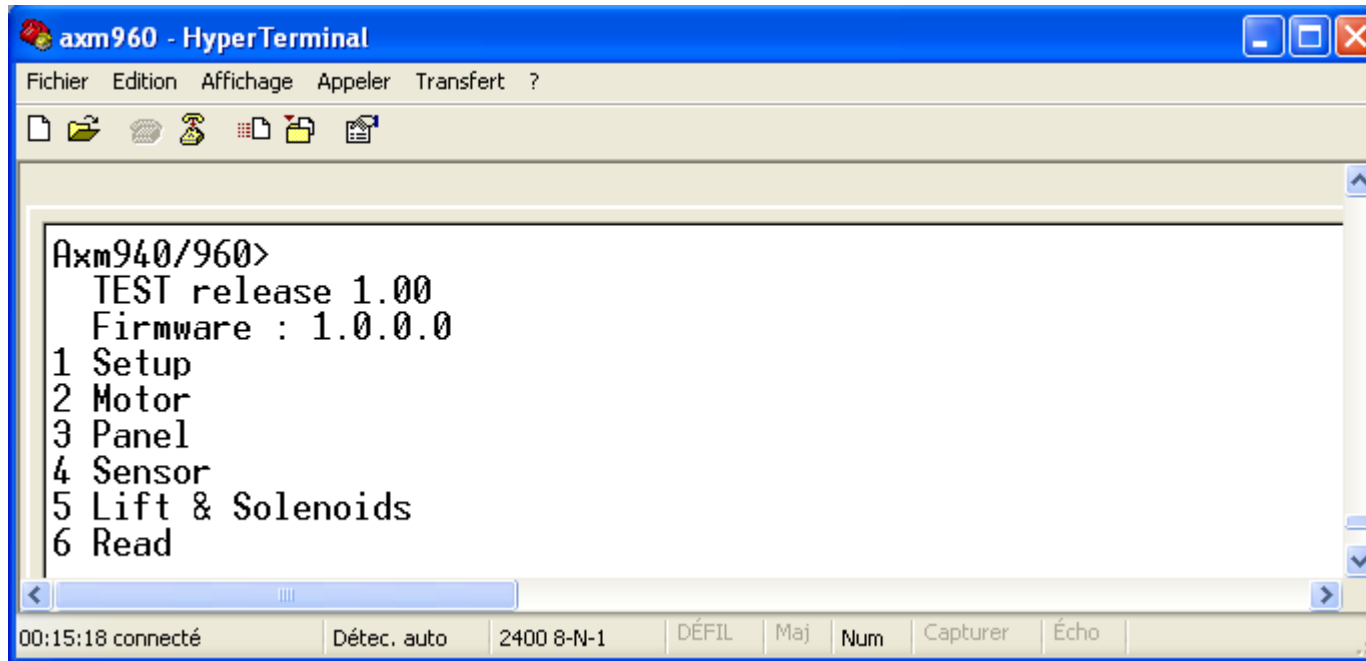 axm960 - HyperTerminal
Fichier Edition Affichage Appeler Transfert ?
Axm940/960>
TEST release 1.00
Firmware : 1.0.0.0
1 Setup
2 Motor
3 Panel
4 Sensor
5 Lift & Solenoids
6 Read
00:15:18 connecté Détec. auto 2400 8-N-1 DÉFIL Maj Num Capturer Écho